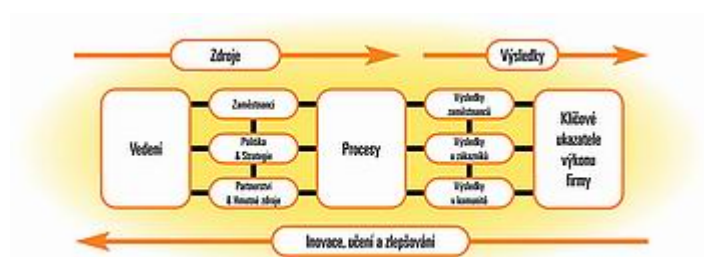 Zdroje
Výsledky
Vedení
Zaměstnanci
Politika
& Strategie
Partnerství
& Hmotné zdroje
Procesy
Výsledky
zaměstnanců
Výsledky
u zákazníků
Výsledky
v komunitě
Klíčové
ukazatele
výkonu
firmy
Inovace, učení a zlepšování